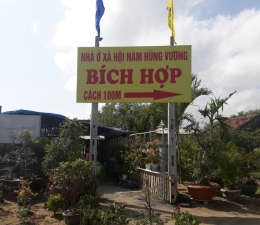 NHÀ Ở XÃ HỘI NAM HÙNG VƯƠNG
BÍCH HỢP
CÁCH 100M